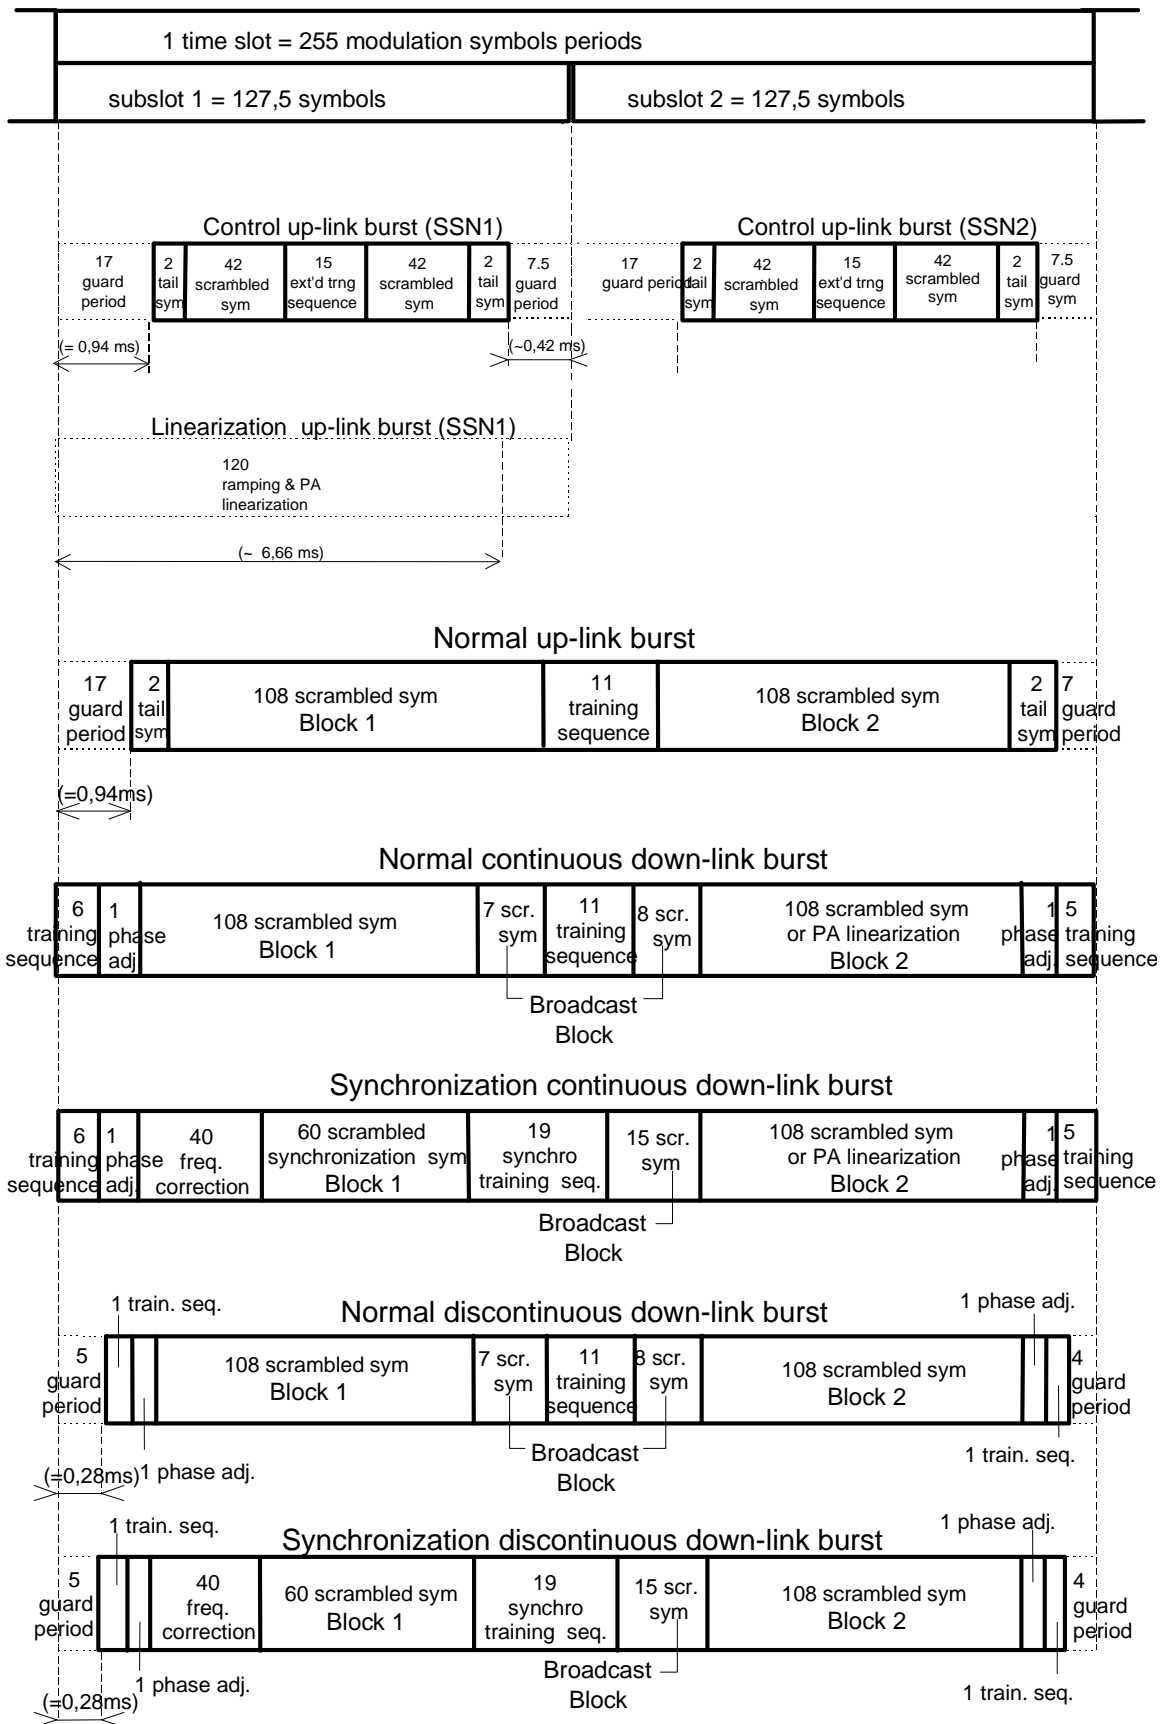 1 time slot = 255 modulation symbols periods
subslot 1 = 127,5 symbols
subslot 2 = 127,5 symbols
Control up-link burst (SSN1)
17
guard
period
2
tail
sym
42
scrambled
sym
15
ext'd trng
sequence
42
scrambled
sym
2
tail
sym
7.5
guard
period
(= 0,94 ms)
(~0,42 ms)
Control up-link burst (SSN2)
17
guard period
2
tail
sym
42
scrambled
sym
15
ext'd trng
sequence
42
scrambled
sym
2
tail
sym
7.5
guard
sym
Linearization up-link burst (SSN1)
120
ramping & PA
linearization
(~ 6,66 ms)
Normal up-link burst
17
guard
period
2
tail
sym
108 scrambled sym
Block 1
11
training
sequence
108 scrambled sym
Block 2
2
tail
sym
7
guard
period
(=0,94ms)
Normal continuous down-link burst
6
training
sequence
1
phase
adj.
108 scrambled sym
Block 1
7 scr.
sym
11
training
sequence
8 scr.
sym
108 scrambled sym
or PA linearization
Block 2
1
phase
adj.
5
training
sequence
Broadcast
Block
Synchronization continuous down-link burst
6
training
sequence
1
phase
adj.
40
freq.
correction
60 scrambled
synchronization sym
Block 1
19
synchro
training seq.
15 scr.
sym
108 scrambled sym
or PA linearization
Block 2
1
phase
adj.
5
training
sequence
Broadcast
Block
Normal discontinuous down-link burst
1 train. seq.
1 phase adj.
5
guard
period
108 scrambled sym
Block 1
7 scr.
sym
11
training
sequence
8 scr.
sym
108 scrambled sym
Block 2
4
guard
period
Broadcast
Block
(=0,28ms)
1 phase adj.
1 train. seq.
Synchronization discontinuous down-link burst
1 train. seq.
1 phase adj.
5
guard
period
40
freq.
correction
60 scrambled sym
Block 1
19
synchro
training seq.
15 scr.
sym
108 scrambled sym
Block 2
4
guard
period
Broadcast
Block
1 phase adj.
1 train. seq.
(=0,28ms)